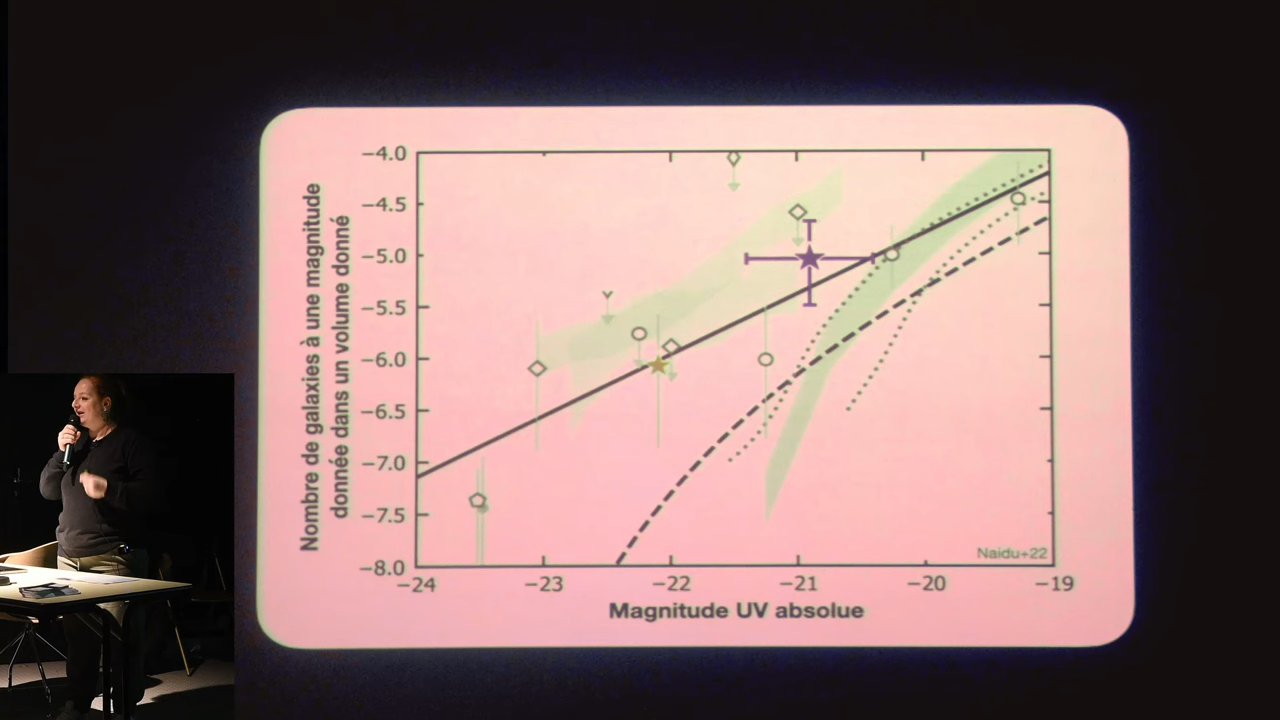 Nombre de galaxies à une magnitude
donnée dans un volume donné
−4.0
−4.5
−5.0
−5.5
−6.0
−6.5
−7.0
−7.5
−8.0
Naidu+22
−24 −23 −22 −21 −20 −19
Magnitude UV absolue